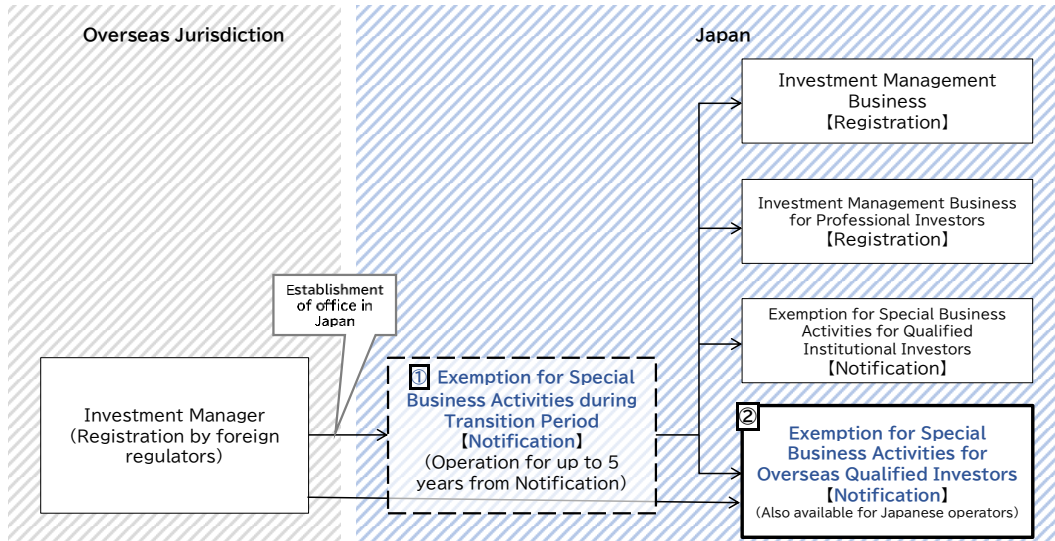 Overseas Jurisdiction
Japan
Investment Management
Business
【Registration】
Investment Management Business
for Professional Investors
【Registration】
Exemption for Special Business
Activities for Qualified
Institutional Investors
【Notification】
Establishment
of office in
Japan
Investment Manager
(Registration by foreign
regulators)
① Exemption for Special
Business Activities during
Transition Period
【Notification】
(Operation for up to 5
years from Notification)
②
Exemption for Special
Business Activities for
Overseas Qualified Investors
【Notification】
(Also available for Japanese operators)